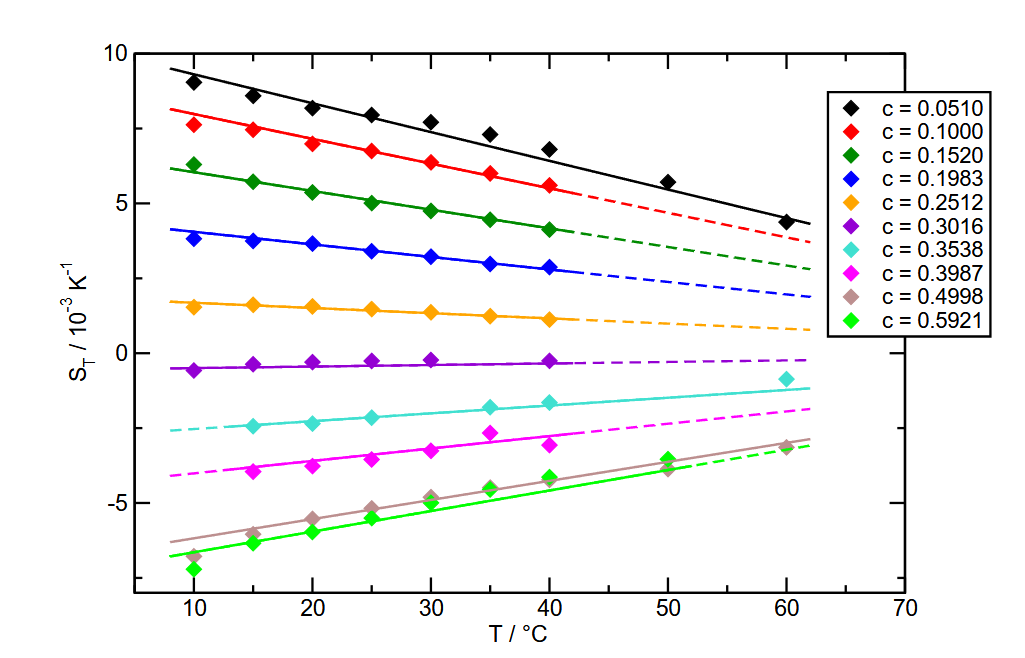 10
5
0
-5
S_T / 10^-3 K^-1
10 20 30 40 50 60 70
T / °C
c = 0.0510
c = 0.1000
c = 0.1520
c = 0.1983
c = 0.2512
c = 0.3016
c = 0.3538
c = 0.3987
c = 0.4998
c = 0.5921